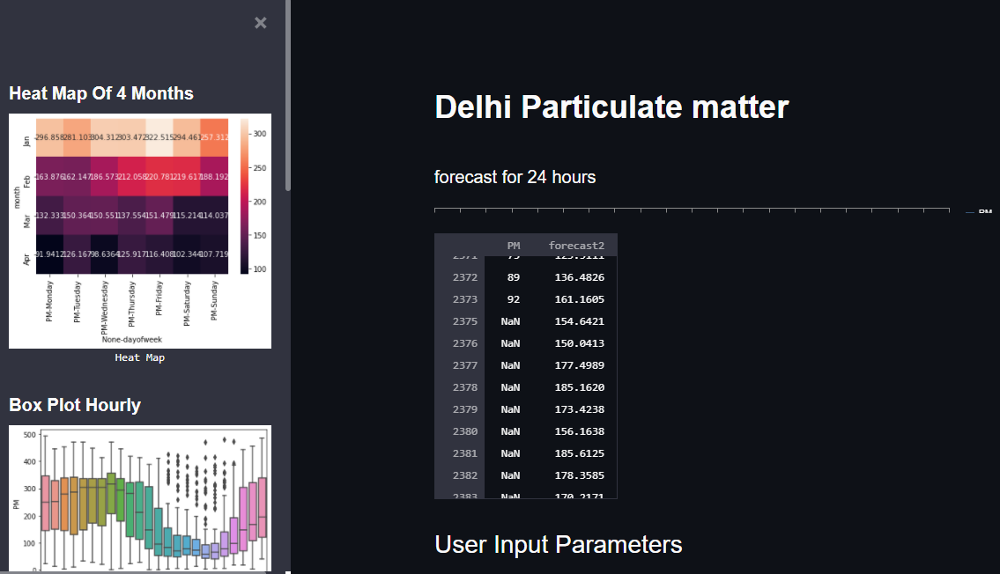 ×
Heat Map Of 4 Months
Jan 296.858 281.103 304.312 303.472 322.515 294.461 257.312
Feb 163.876 162.147 186.573 212.058 220.781 219.617 188.192
Mar 132.333 150.364 150.551 137.554 151.479 115.214 114.037
Apr 91.9412 126.167 98.6364 125.917 116.408 102.344 107.719
month
300
250
200
150
100
PM-Monday PM-Tuesday PM-Wednesday PM-Thursday PM-Friday PM-Saturday PM-Sunday
None-dayofweek
Heat Map
Box Plot Hourly
500
400
300
200
100
0
PM
Delhi Particulate matter
forecast for 24 hours
PM
PM forecast2
2372 89 136.4826
2373 92 161.1605
2375 NaN 154.6421
2376 NaN 150.0413
2377 NaN 177.4989
2378 NaN 185.1620
2379 NaN 173.4238
2380 NaN 156.1638
2381 NaN 185.6125
2382 NaN 178.3585
2383 NaN 170.2171
User Input Parameters